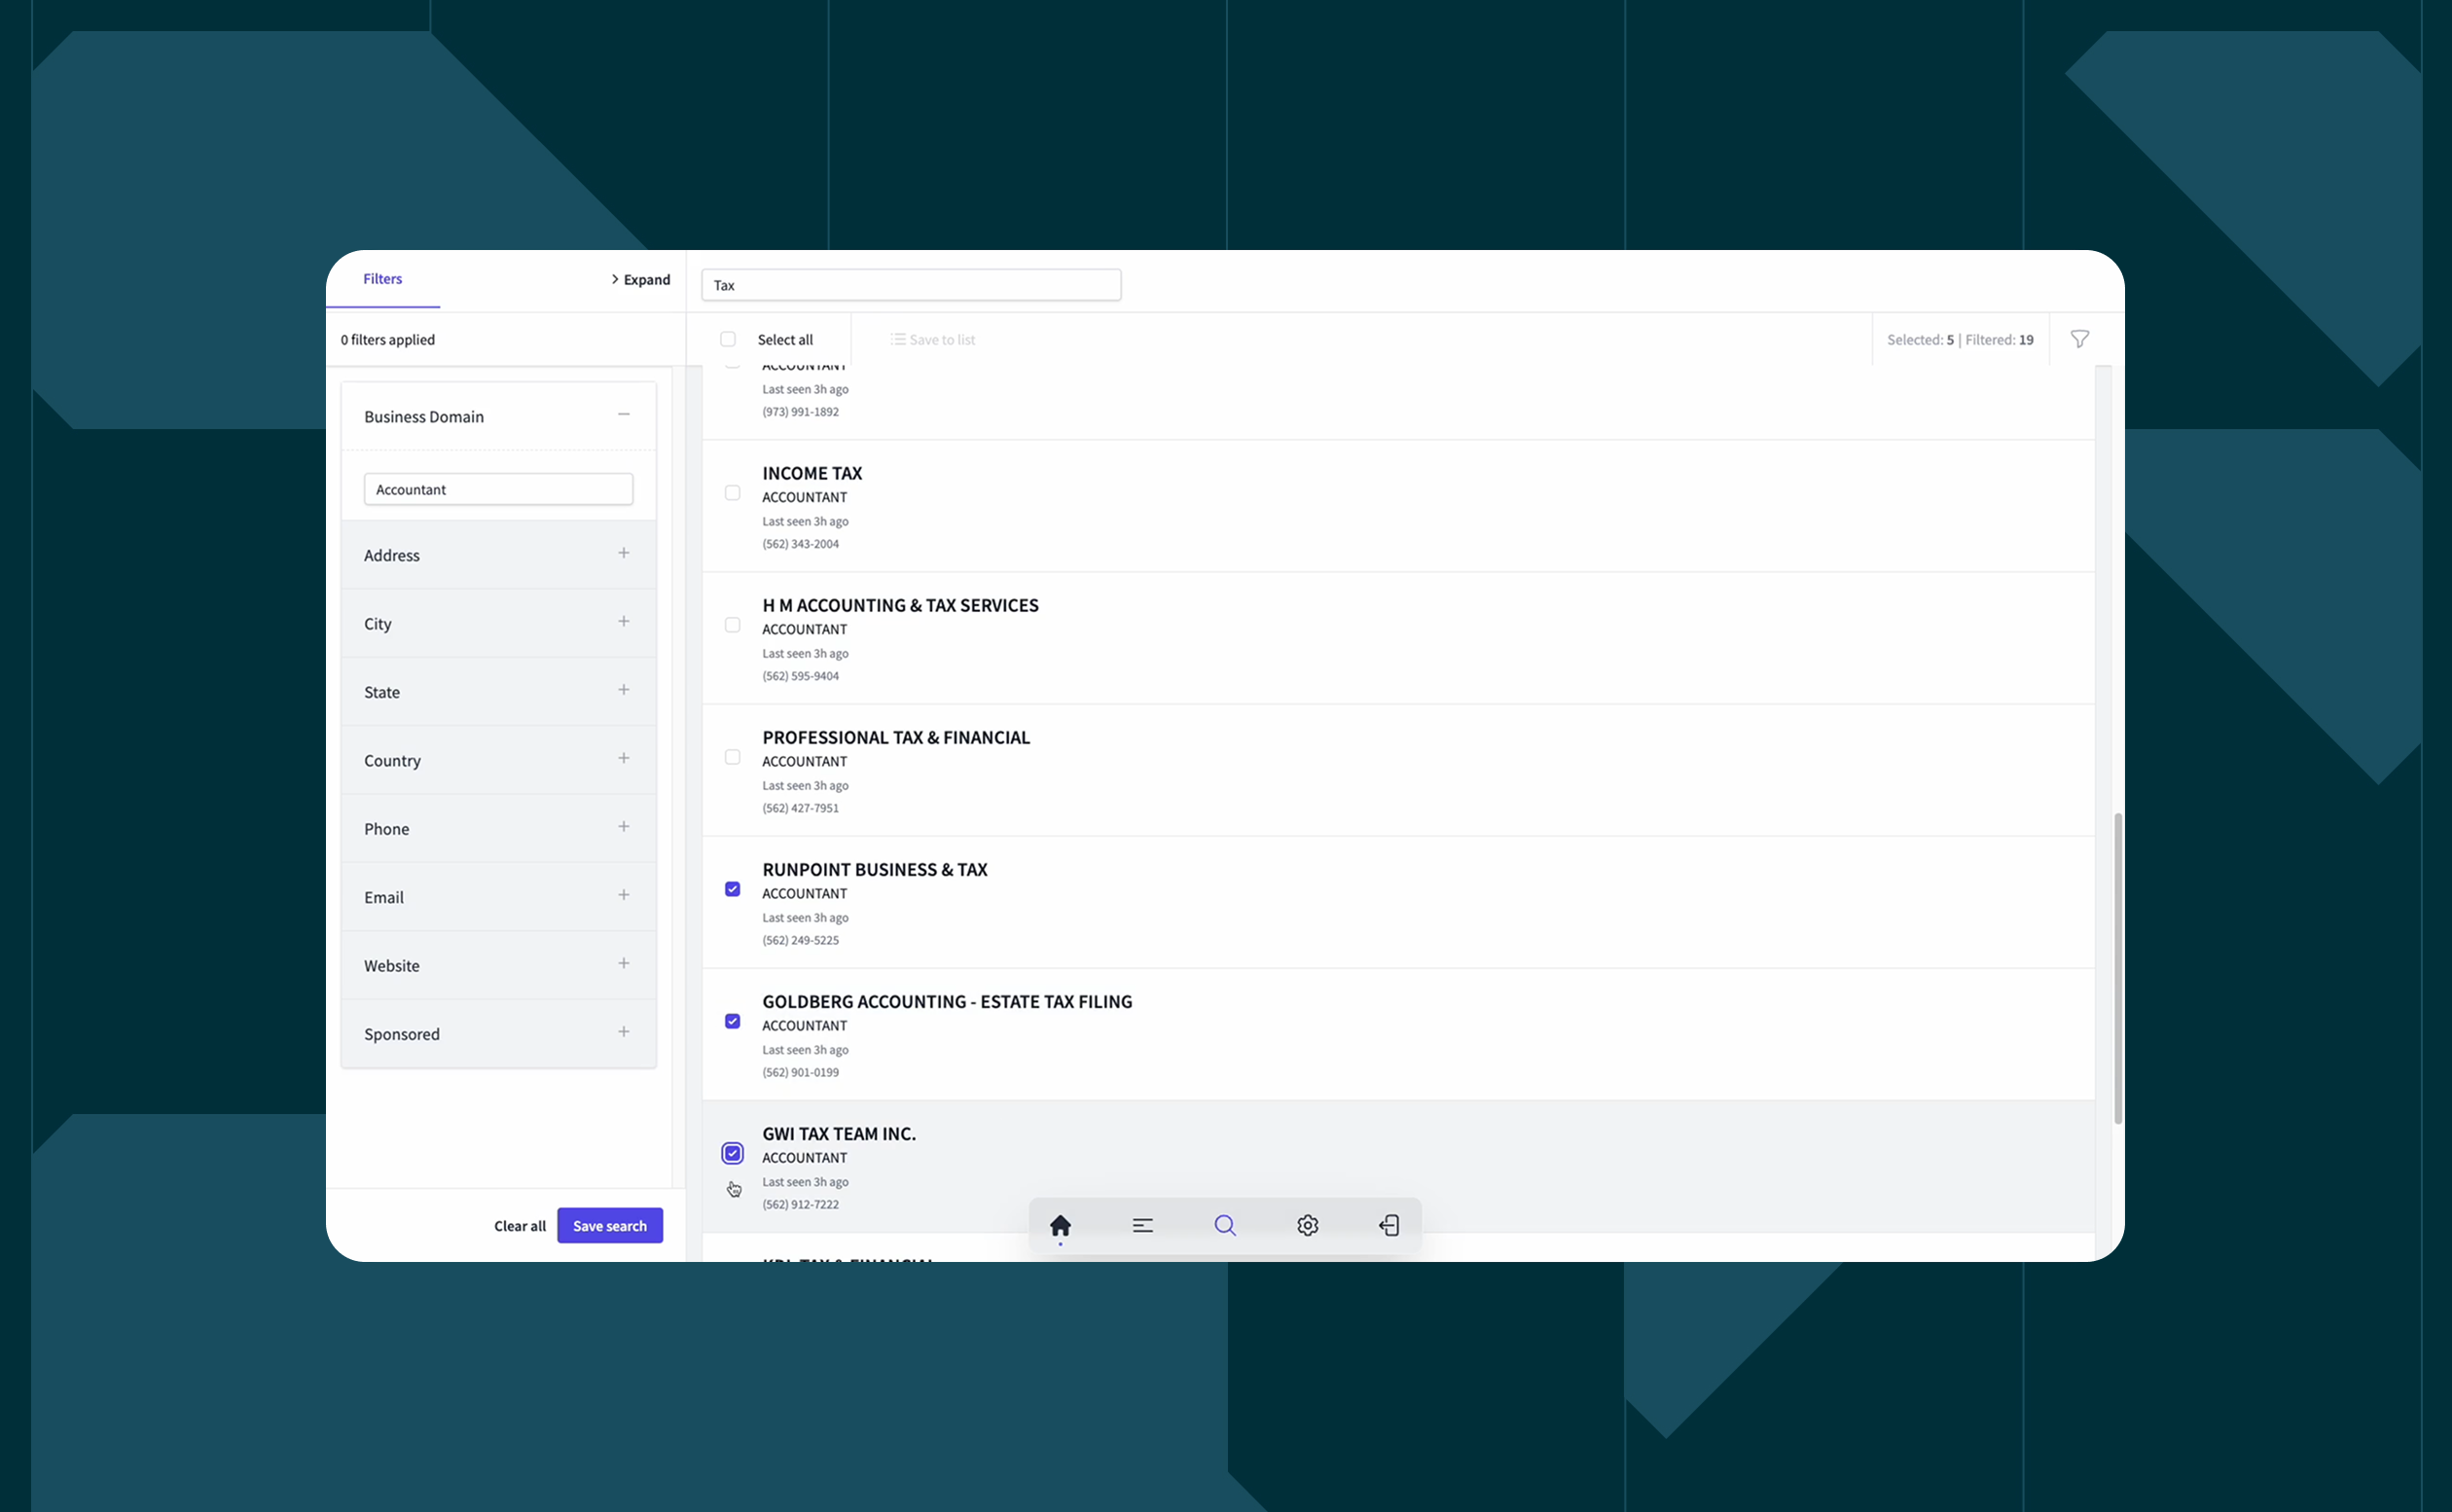 Filters
Expand
0 filters applied
Business Domain
Accountant
Address
City
State
Country
Phone
Email
Website
Sponsored
Clear all
Save search
Tax
Select all
Save to list
Selected: 5 | Filtered: 19
ACCOUNTANT
Last seen 3h ago
(973) 991-1892
INCOME TAX
ACCOUNTANT
Last seen 3h ago
(562) 343-2004
H M ACCOUNTING & TAX SERVICES
ACCOUNTANT
Last seen 3h ago
(562) 595-9404
PROFESSIONAL TAX & FINANCIAL
ACCOUNTANT
Last seen 3h ago
(562) 427-7951
RUNPOINT BUSINESS & TAX
ACCOUNTANT
Last seen 3h ago
(562) 249-5225
GOLDBERG ACCOUNTING - ESTATE TAX FILING
ACCOUNTANT
Last seen 3h ago
(562) 901-0199
GWI TAX TEAM INC.
ACCOUNTANT
Last seen 3h ago
(562) 912-7222
TAX & FINANCIAL